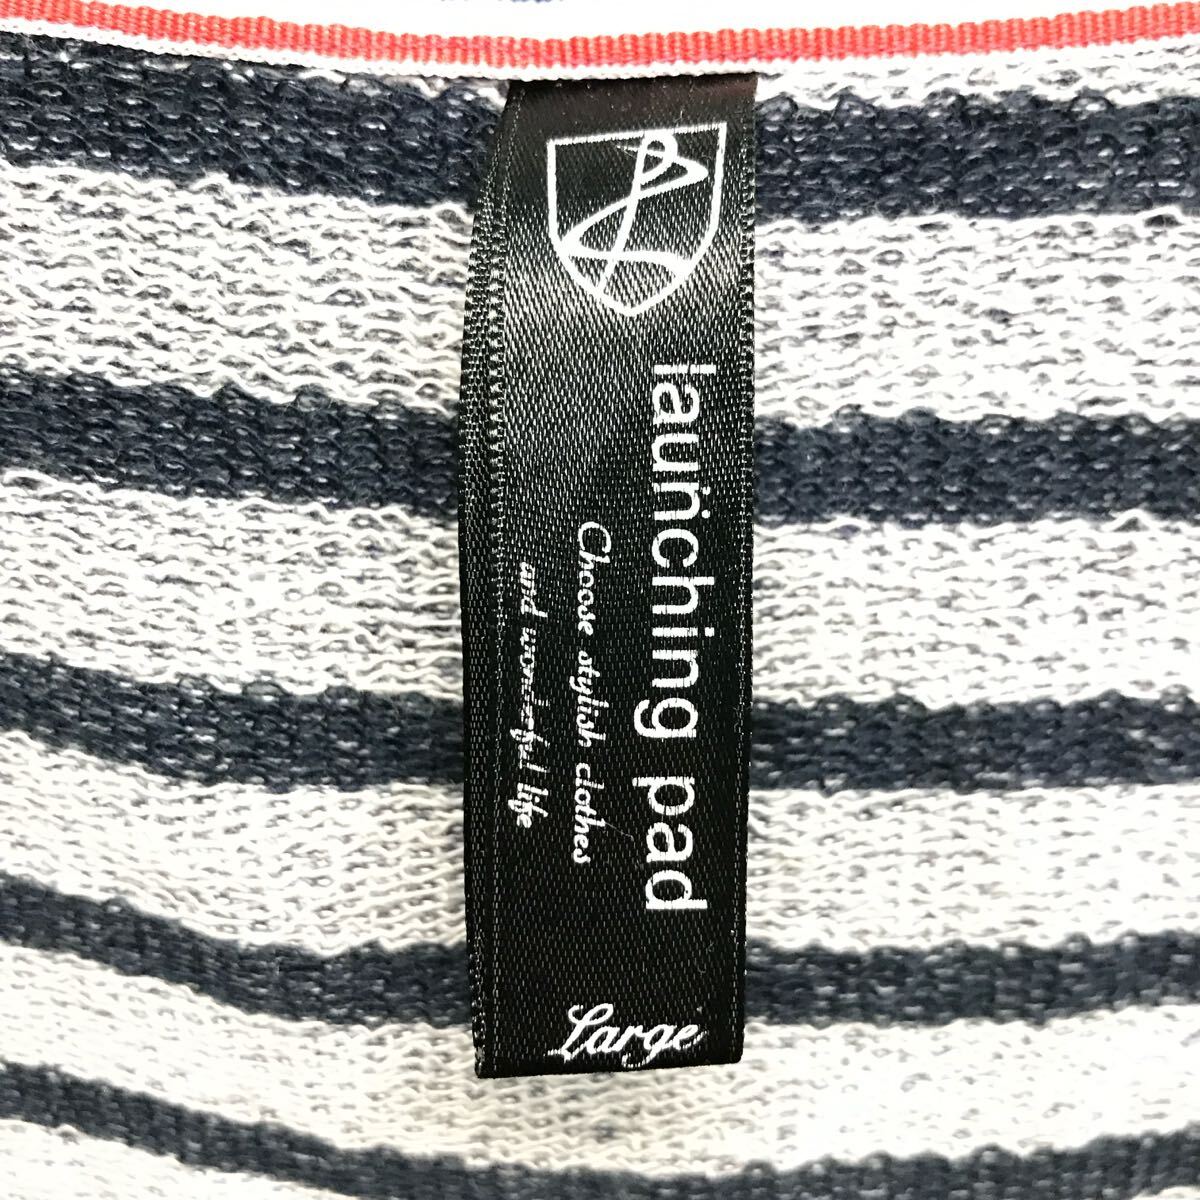 launching pad
Choose stylish clothes
and wonderful life
Large